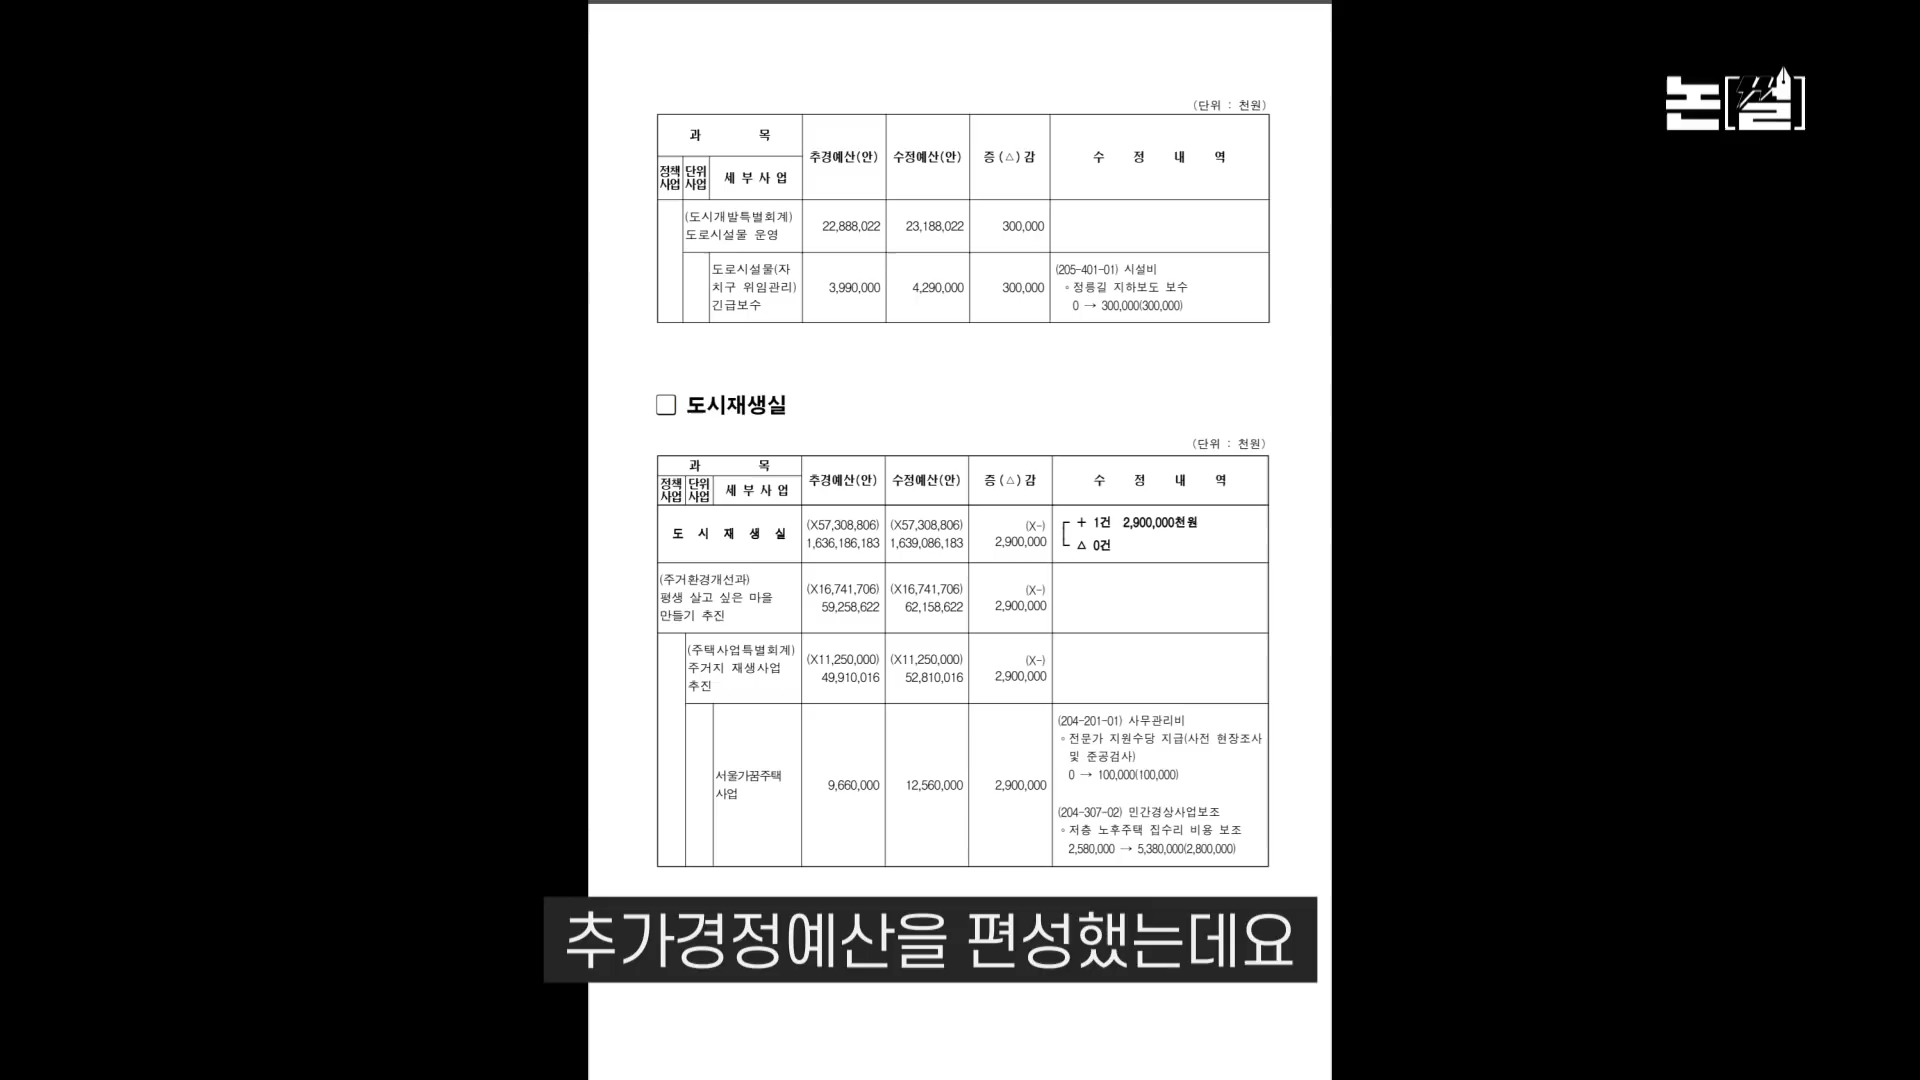 논[쎌]
(단위 : 천원)
과 목
추경예산(안) 수정예산(안) 증(△)감 수 정 내 역
정책사업 단위사업 세 부 사 업
(도시개발특별회계)
도로시설물 운영
22,888,022 23,188,022 300,000
도로시설물(자
치구 위임관리)
긴급보수
3,990,000 4,290,000 300,000
(205-401-01) 시설비
◦정릉길 지하보도 보수
0 → 300,000(300,000)
□ 도시재생실
(단위 : 천원)
과 목
추경예산(안) 수정예산(안) 증(△)감 수 정 내 역
정책사업 단위사업 세 부 사 업
도 시 재 생 실
(X57,308,806) (X57,308,806) (X-)
1,636,186,183 1,639,086,183 2,900,000
+ 1건 2,900,000천원
△ 0건
(주거환경개선과)
평생 살고 싶은 마을
만들기 추진
(X16,741,706) (X16,741,706) (X-)
59,258,622 62,158,622 2,900,000
(주택사업특별회계)
주거지 재생사업
추진
(X11,250,000) (X11,250,000) (X-)
49,910,016 52,810,016 2,900,000
서울가꿈주택
사업
9,660,000 12,560,000 2,900,000
(204-201-01) 사무관리비
◦전문가 지원수당 지급(사전 현장조사
및 준공검사)
0 → 100,000(100,000)
(204-307-02) 민간경상사업보조
◦저층 노후주택 집수리 비용 보조
2,580,000 → 5,380,000(2,800,000)
추가경정예산을 편성했는데요